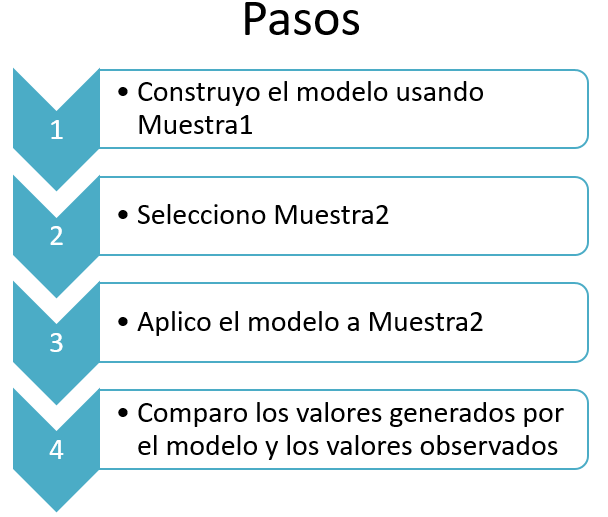 Pasos
1
• Construyo el modelo usando
Muestra1
2
• Selecciono Muestra2
3
• Aplico el modelo a Muestra2
4
• Comparo los valores generados por
el modelo y los valores observados